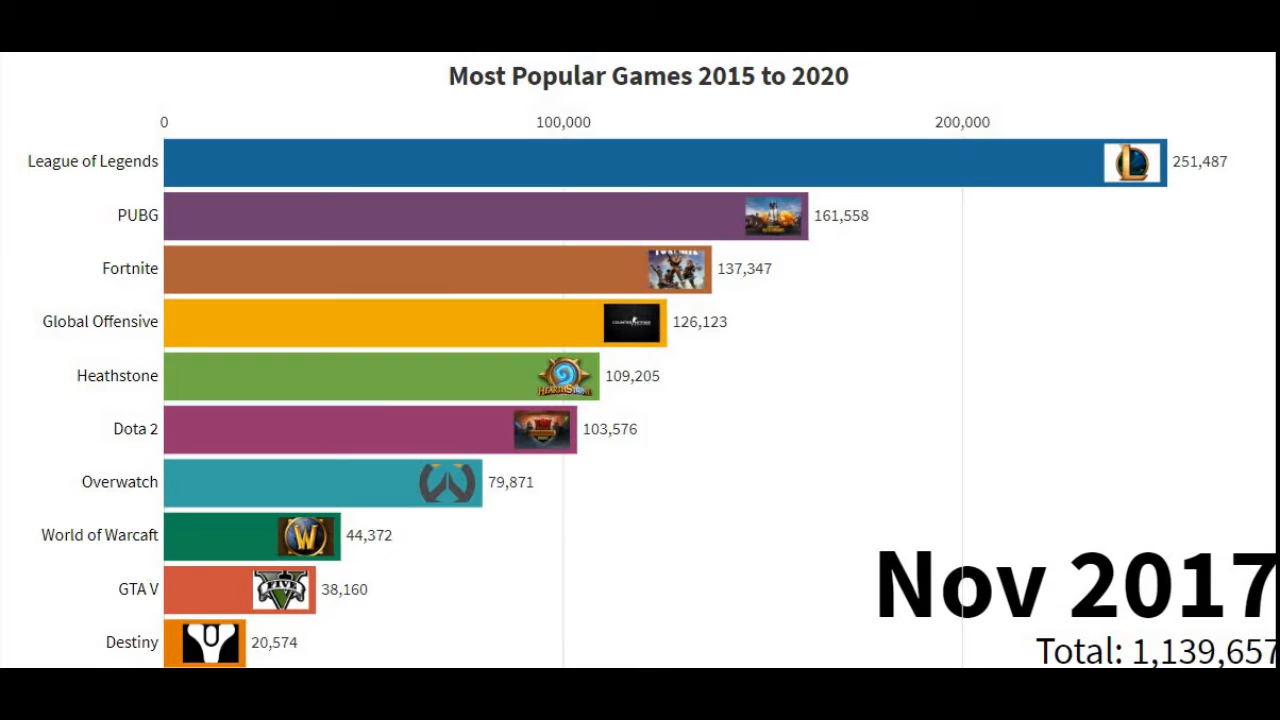 Most Popular Games 2015 to 2020
0 100,000 200,000
League of Legends 251,487
PUBG 161,558
Fortnite 137,347
Global Offensive 126,123
Heathstone HEARTHSTONE 109,205
Dota 2 103,576
Overwatch 79,871
World of Warcaft W 44,372
GTA V FIVE 38,160
Destiny 20,574
Nov 2017
Total: 1,139,657